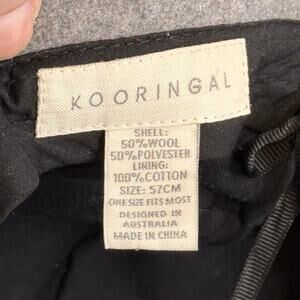 KOORINGAL
SHELL:
50%WOOL
50%POLYESTER
LINING:
100%COTTON
SIZE: 57CM
ONE SIZE FITS MOST
DESIGNED IN
AUSTRALIA
MADE IN CHINA